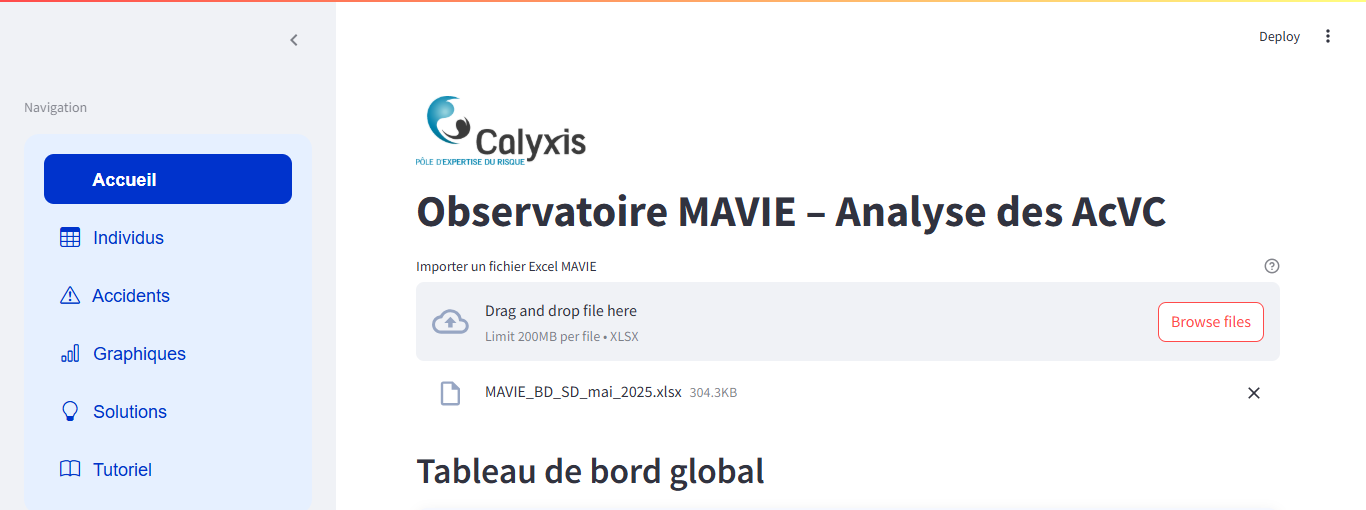 Deploy
Navigation
Accueil
Individus
Accidents
Graphiques
Solutions
Tutoriel
Calyxis
PÔLE D'EXPERTISE DU RISQUE
Observatoire MAVIE – Analyse des AcVC
Importer un fichier Excel MAVIE
Drag and drop file here
Limit 200MB per file • XLSX
Browse files
MAVIE_BD_SD_mai_2025.xlsx 304.3KB
Tableau de bord global